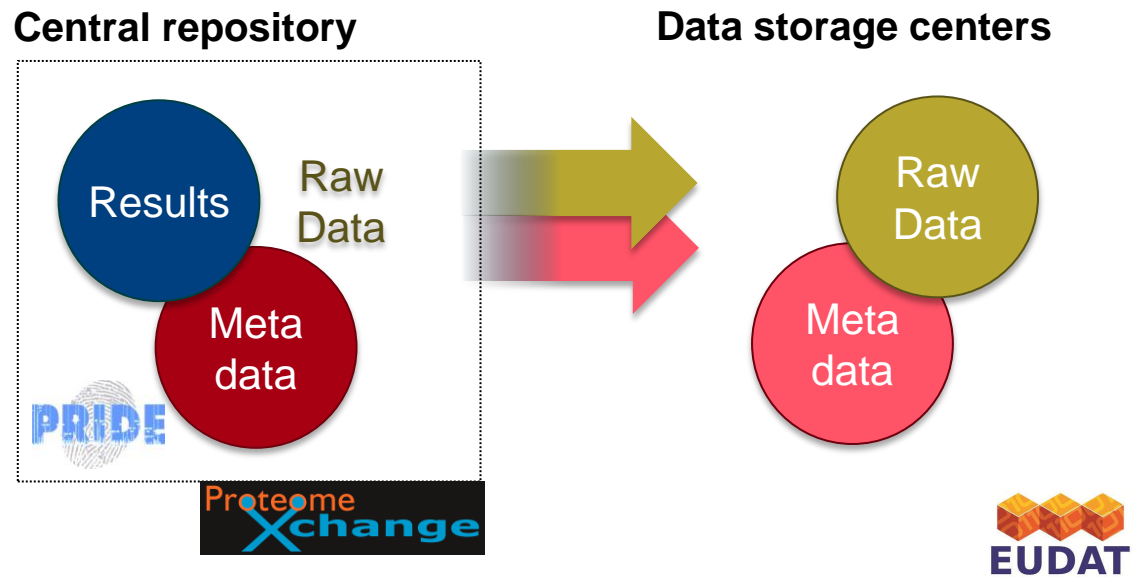 Central repository
Data storage centers
Results
Raw
Data
Meta
data
PRIDE
Proteome
Xchange
Raw
Data
Meta
data
EUDAT